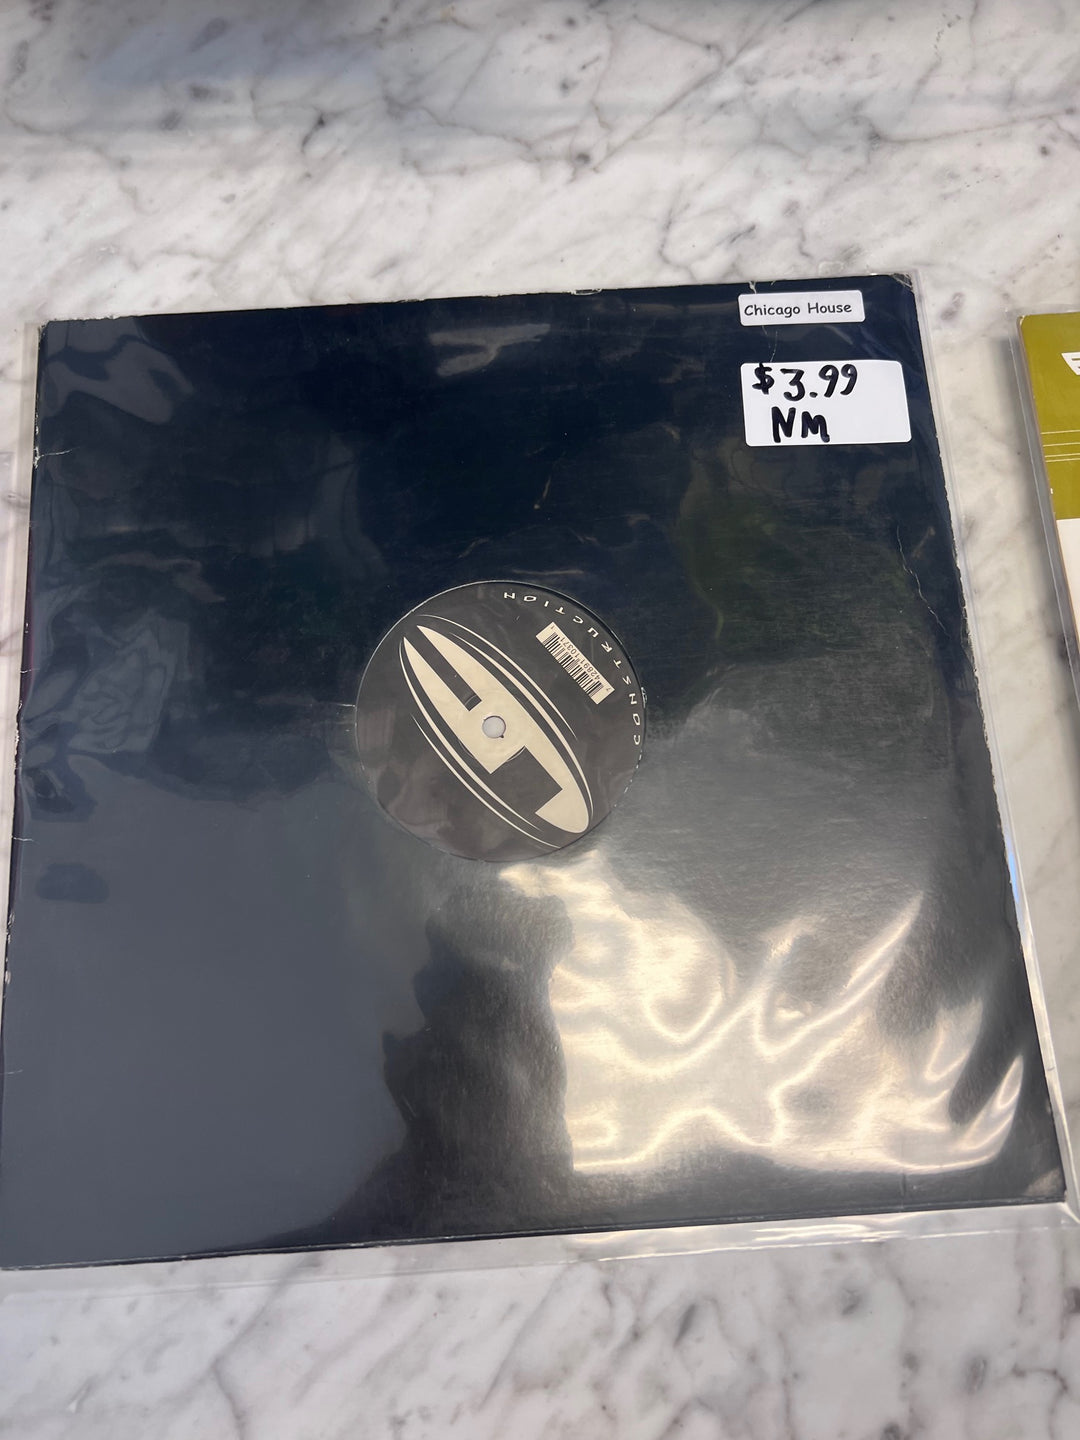 Chicago House
$3.99
NM
CONSTRUCTION